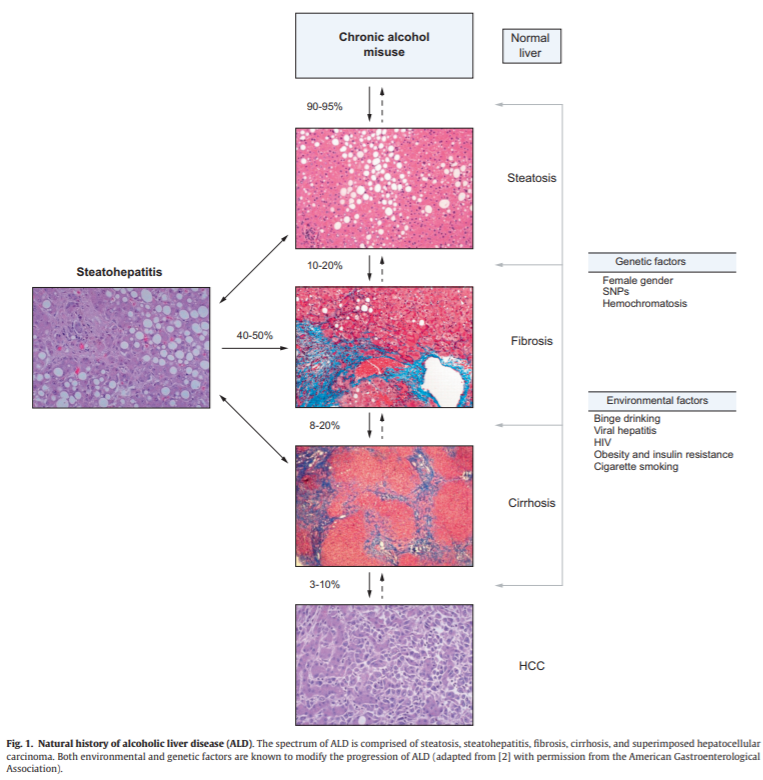 Chronic alcohol
misuse
Normal
liver
90-95%
Steatosis
10-20%
Steatohepatitis
Genetic factors
Female gender
SNPs
Hemochromatosis
40-50%
Fibrosis
Environmental factors
Binge drinking
Viral hepatitis
HIV
Obesity and insulin resistance
Cigarette smoking
8-20%
Cirrhosis
3-10%
HCC
Fig. 1. Natural history of alcoholic liver disease (ALD). The spectrum of ALD is comprised of steatosis, steatohepatitis, fibrosis, cirrhosis, and superimposed hepatocellular
carcinoma. Both environmental and genetic factors are known to modify the progression of ALD (adapted from [2] with permission from the American Gastroenterological
Association).